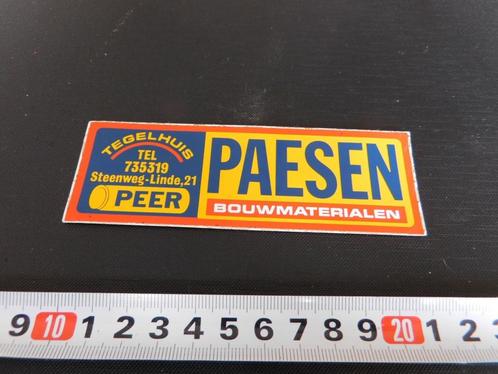 TEGELHUIS
TEL
735319
Steenweg-Linde,21
PEER
PAESEN
BOUWMATERIALEN
9 10 1 2 3 4 5 6 7 8 9 20 1 2